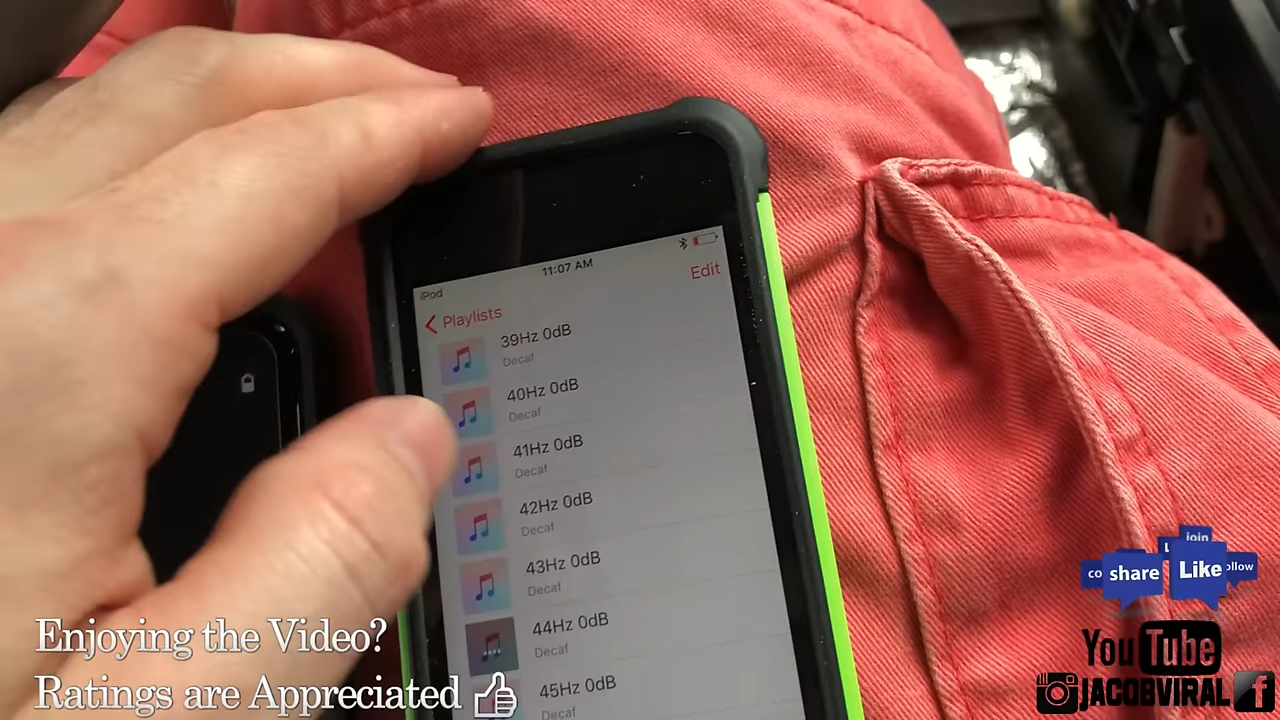 iPod
11:07 AM
Playlists
Edit
39Hz 0dB
Decaf
40Hz 0dB
Decaf
41Hz 0dB
Decaf
42Hz 0dB
Decaf
43Hz 0dB
Decaf
44Hz 0dB
Decaf
45Hz 0dB
Decaf
Enjoying the Video?
Ratings are Appreciated
join
co share L Like ollow
YouTube
JACOBVIRAL f